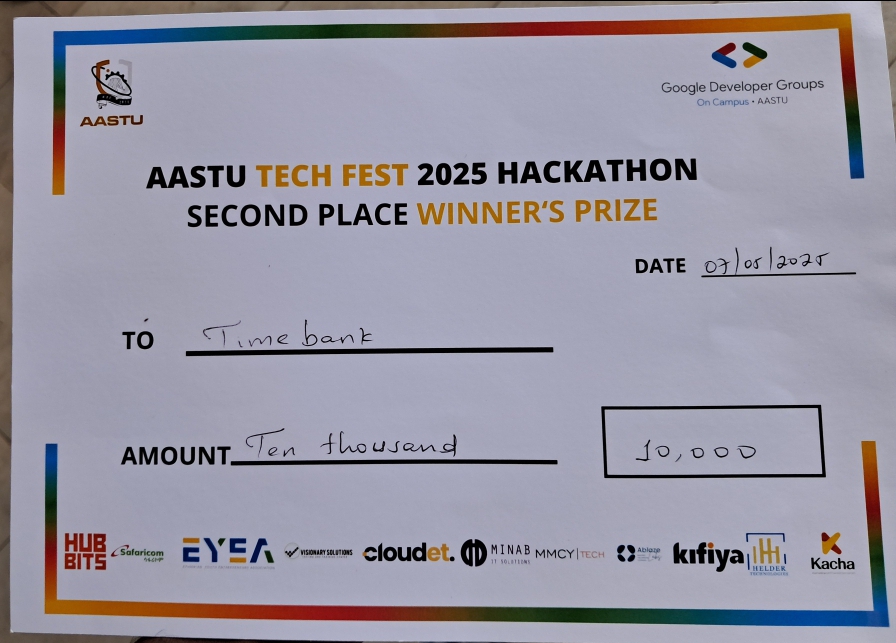 AASTU
Google Developer Groups
On Campus • AASTU
AASTU TECH FEST 2025 HACKATHON
SECOND PLACE WINNER'S PRIZE
DATE 07/05/2025
TO Time bank
AMOUNT Ten thousand 10,000
HUB BITS
Safaricom
EYEA
VISIONARY SOLUTIONS
cloudet.
MINAB
IT SOLUTIONS
MMCY|TECH
Ablaze
kifiya
HELDER
Kacha